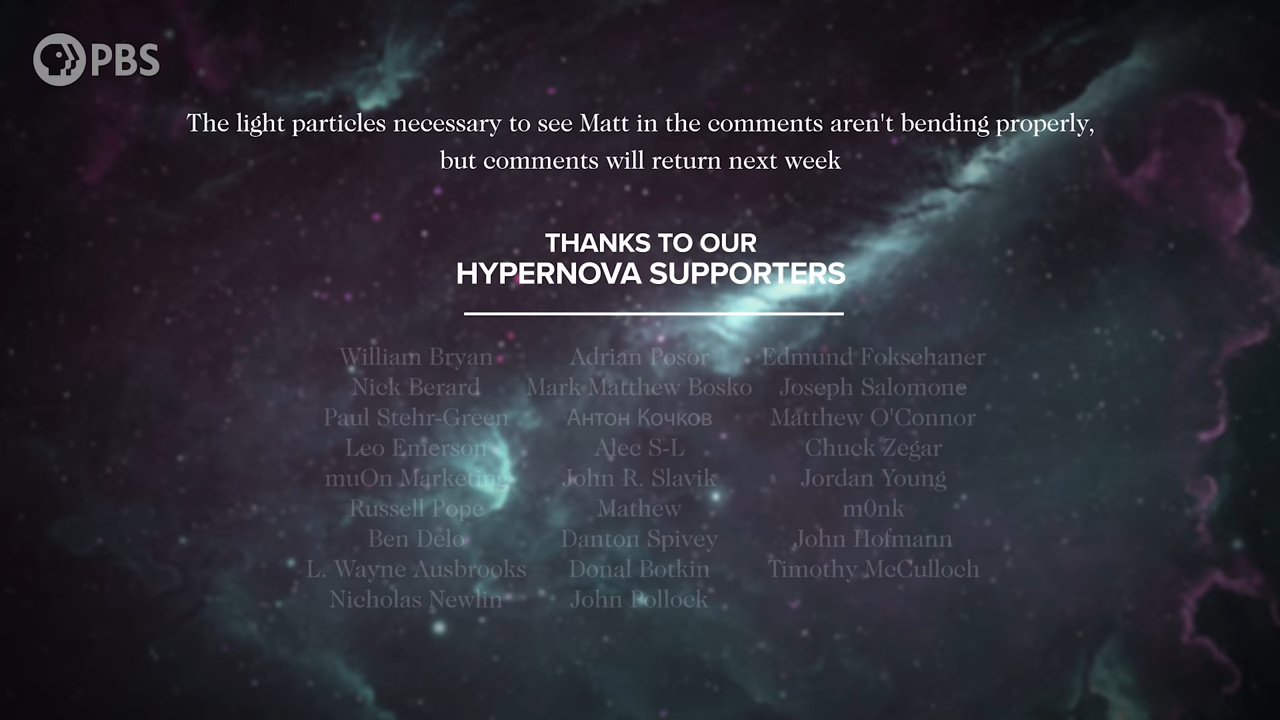 PBS
The light particles necessary to see Matt in the comments aren't bending properly,
but comments will return next week
THANKS TO OUR
HYPERNOVA SUPPORTERS
William Bryan Adrian Posor Edmund Fokschaner
Nick Berard Mark Matthew Bosko Joseph Salomone
Paul Stehr-Green Антон Кочков Matthew O'Connor
Leo Emerson Alec S-L Chuck Zegar
muOn Marketing John R. Slavik Jordan Young
Russell Pope Mathew m0nk
Ben Delo Danton Spivey John Hofmann
L. Wayne Ausbrooks Donal Botkin Timothy McCulloch
Nicholas Newlin John Pollock